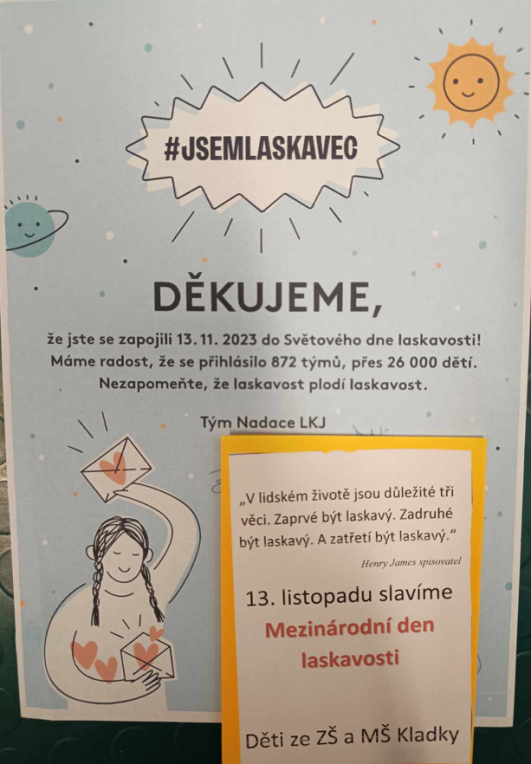 #JSEMLASKAVEC
DĚKUJEME,
že jste se zapojili 13. 11. 2023 do Světového dne laskavosti!
Máme radost, že se přihlásilo 872 týmů, přes 26 000 dětí.
Nezapomeňte, že laskavost plodí laskavost.
Tým Nadace LKJ
„V lidském životě jsou důležité tři
věci. Zaprvé být laskavý. Zadruhé
být laskavý. A zatřetí být laskavý.“
Henry James spisovatel
13. listopadu slavíme
Mezinárodní den
laskavosti
Děti ze ZŠ a MŠ Kladky